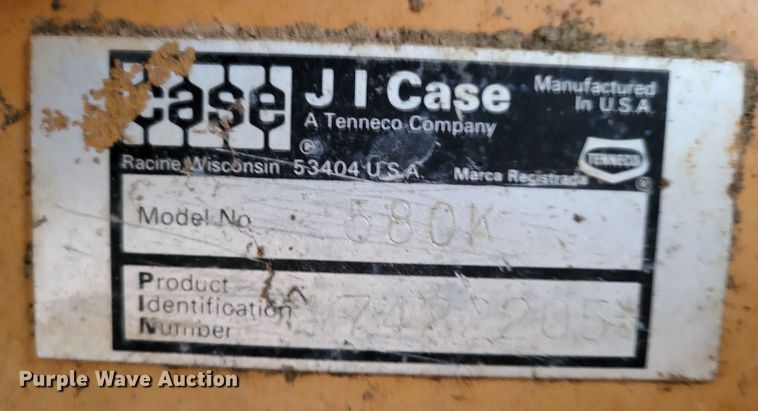 case
J I Case
A Tenneco Company
®
Manufactured
In U.S.A.
Racine Wisconsin 53404 U.S.A.
Marca Registrada
TENNECO
®
Model No. 580K
Product
Identification
Number
Purple Wave Auction